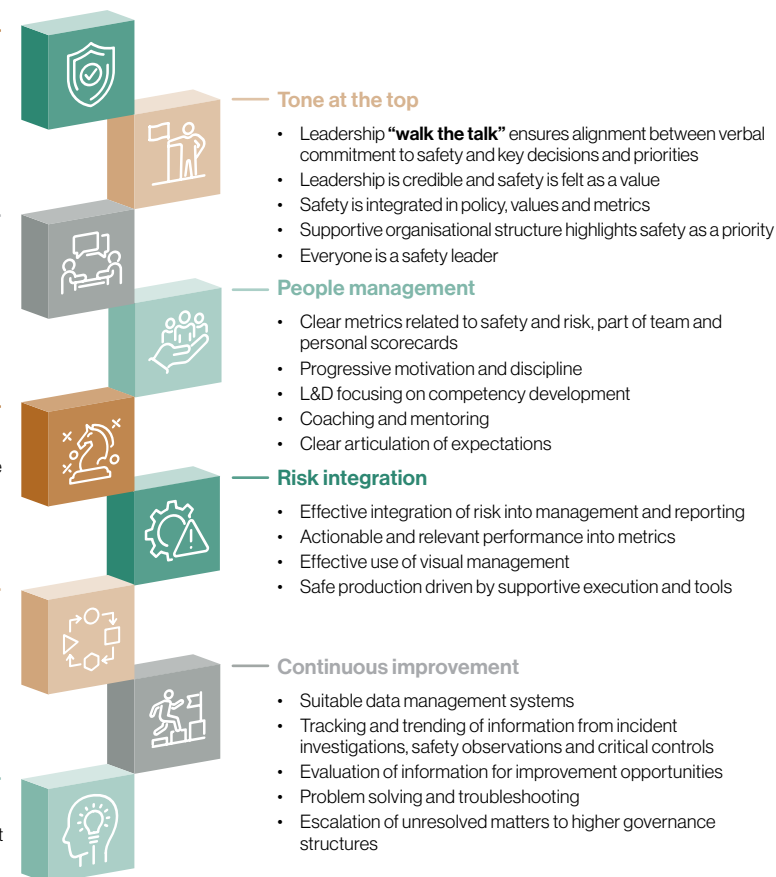 Tone at the top
• Leadership “walk the talk” ensures alignment between verbal
commitment to safety and key decisions and priorities
• Leadership is credible and safety is felt as a value
• Safety is integrated in policy, values and metrics
• Supportive organisational structure highlights safety as a priority
• Everyone is a safety leader
People management
• Clear metrics related to safety and risk, part of team and
personal scorecards
• Progressive motivation and discipline
• L&D focusing on competency development
• Coaching and mentoring
• Clear articulation of expectations
Risk integration
• Effective integration of risk into management and reporting
• Actionable and relevant performance into metrics
• Effective use of visual management
• Safe production driven by supportive execution and tools
Continuous improvement
• Suitable data management systems
• Tracking and trending of information from incident
investigations, safety observations and critical controls
• Evaluation of information for improvement opportunities
• Problem solving and troubleshooting
• Escalation of unresolved matters to higher governance
structures